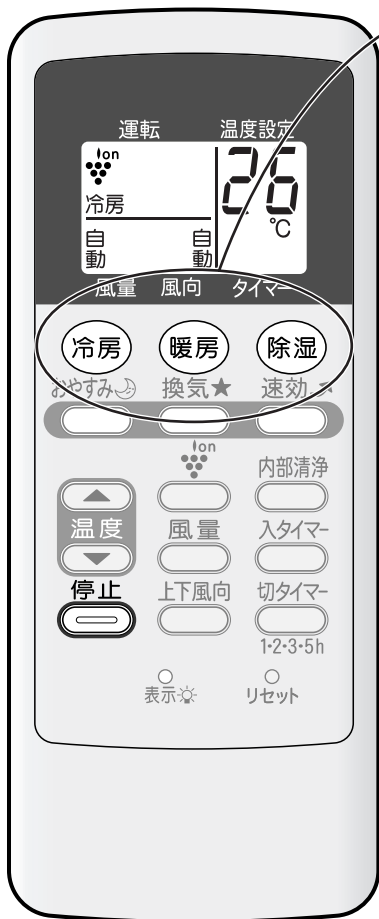 運転 温度設定
ion 26
冷房 ℃
自動 自動
風量 風向 タイマー
冷房 暖房 除湿
おやすみ 換気★ 速効
ion 内部清浄
温度 風量 入タイマー
停止 上下風向 切タイマー
1・2・3・5h
表示 リセット